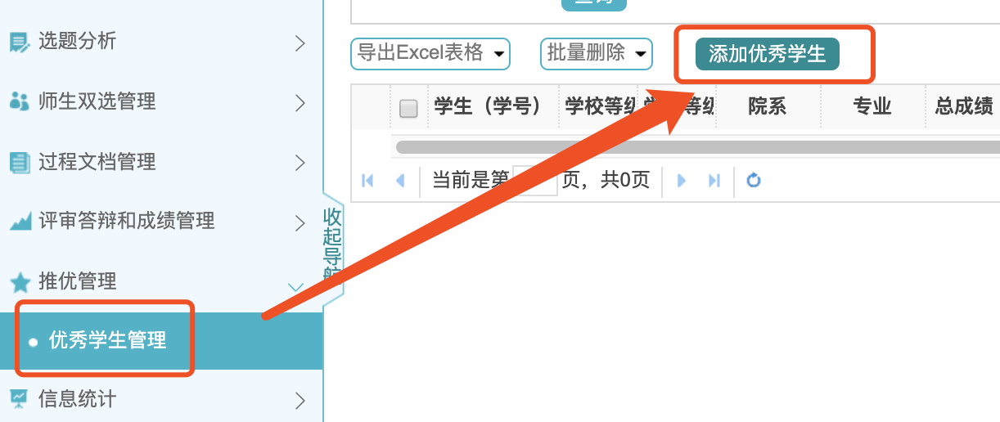 选题分析
师生双选管理
过程文档管理
评审答辩和成绩管理
推优管理
优秀学生管理
信息统计
收起导航
查询
导出Excel表格
批量删除
添加优秀学生
学生（学号） 学校等级 等级 院系 专业 总成绩
当前是第 页，共0页